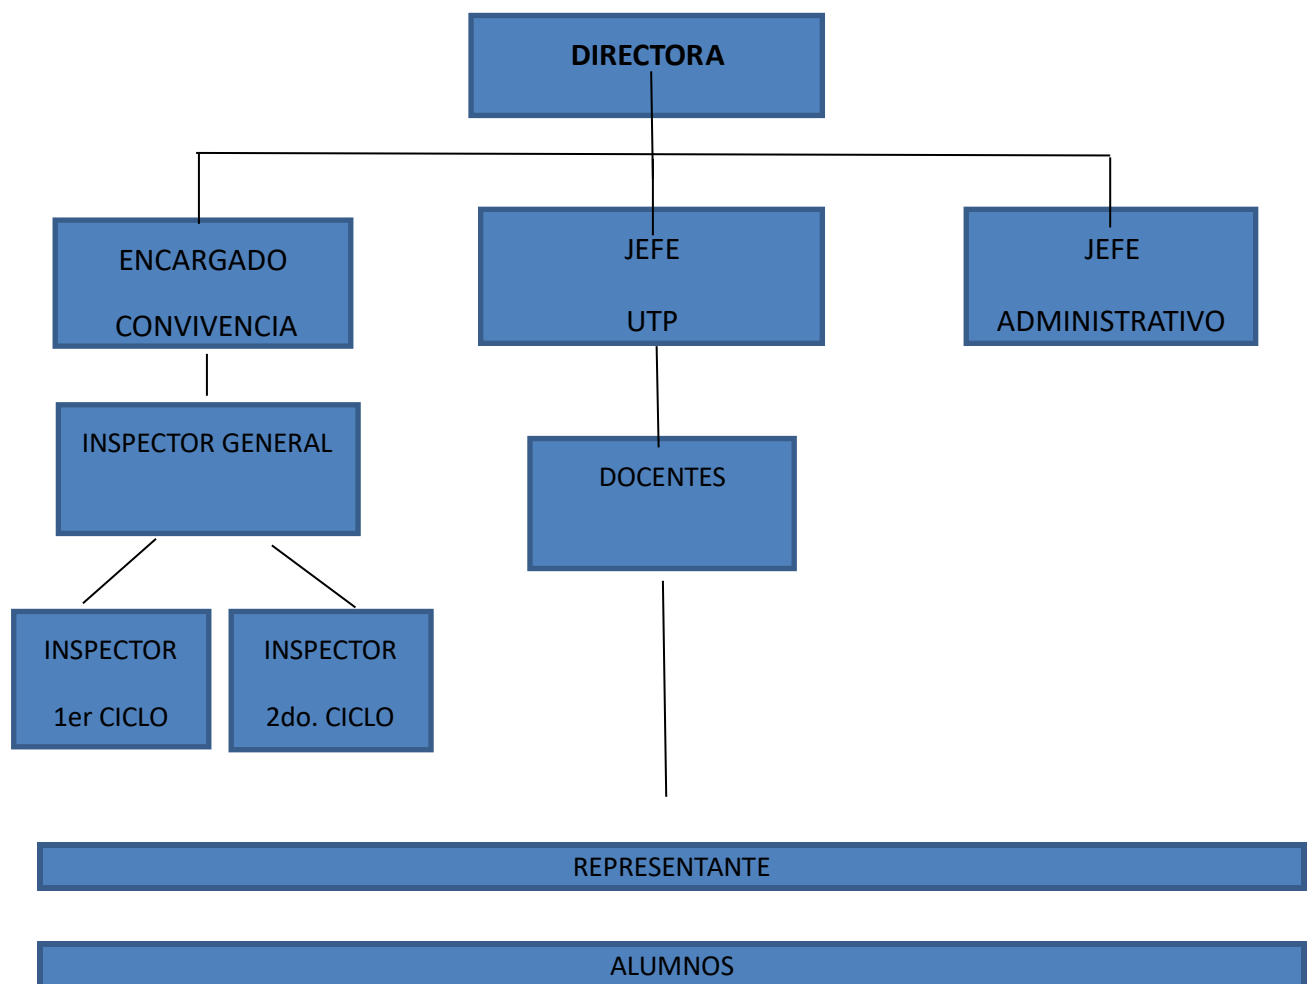 DIRECTORA
ENCARGADO
CONVIVENCIA
JEFE
UTP
JEFE
ADMINISTRATIVO
INSPECTOR GENERAL
DOCENTES
INSPECTOR
1er CICLO
INSPECTOR
2do. CICLO
REPRESENTANTE
ALUMNOS